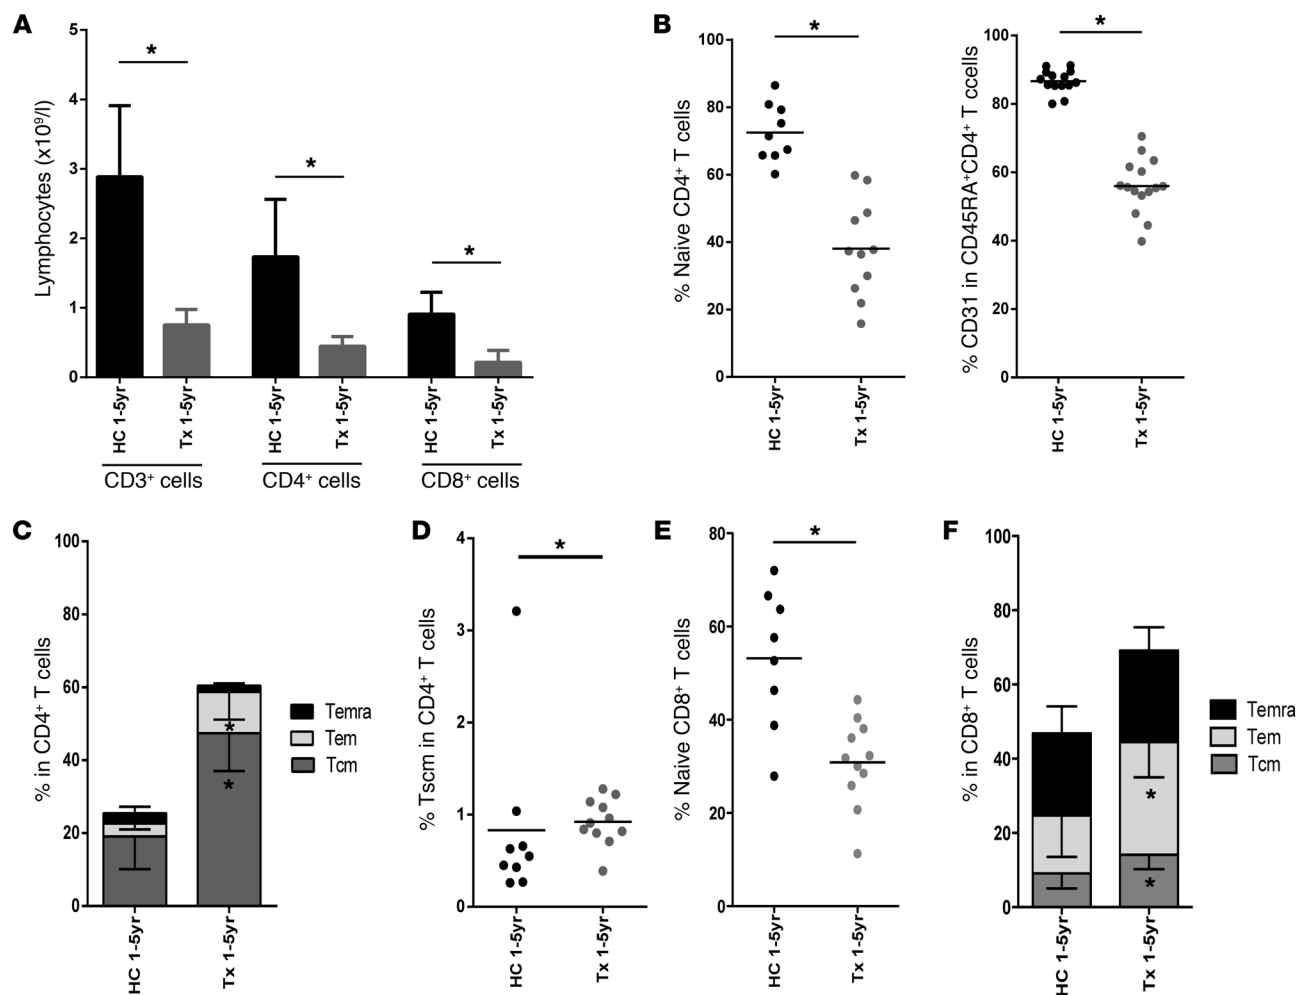 A
Lymphocytes (x10⁹/l)
5
4
3
2
1
0
*
*
*
HC 1-5yr
Tx 1-5yr
HC 1-5yr
Tx 1-5yr
HC 1-5yr
Tx 1-5yr
CD3⁺ cells
CD4⁺ cells
CD8⁺ cells
B
% Naive CD4⁺ T cells
100
80
60
40
20
0
*
HC 1-5yr
Tx 1-5yr
% CD31 in CD45RA⁺CD4⁺ T ccells
100
80
60
40
20
0
*
HC 1-5yr
Tx 1-5yr
C
% in CD4⁺ T cells
100
80
60
40
20
0
*
*
HC 1-5yr
Tx 1-5yr
Temra
Tem
Tcm
D
% Tscm in CD4⁺ T cells
4
3
2
1
0
*
HC 1-5yr
Tx 1-5yr
E
% Naive CD8⁺ T cells
80
60
40
20
0
*
HC 1-5yr
Tx 1-5yr
F
% in CD8⁺ T cells
100
80
60
40
20
0
*
*
HC 1-5yr
Tx 1-5yr
Temra
Tem
Tcm